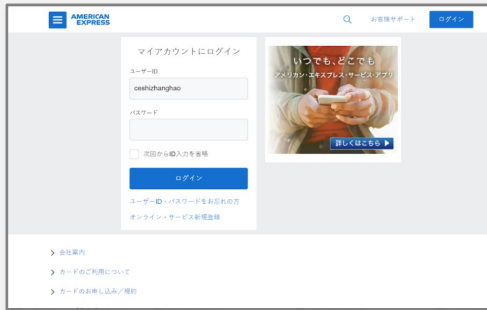 AMERICAN
EXPRESS
お客様サポート
ログイン
マイアカウントにログイン
ユーザーID
ceshizhanghao
パスワード
次回からID入力を省略
ログイン
ユーザーID・パスワードをお忘れの方
オンライン・サービス新規登録
いつでも、どこでも
アメリカン・エキスプレス・サービス・アプリ
詳しくはこちら
会社案内
カードのご利用について
カードのお申し込み／規約